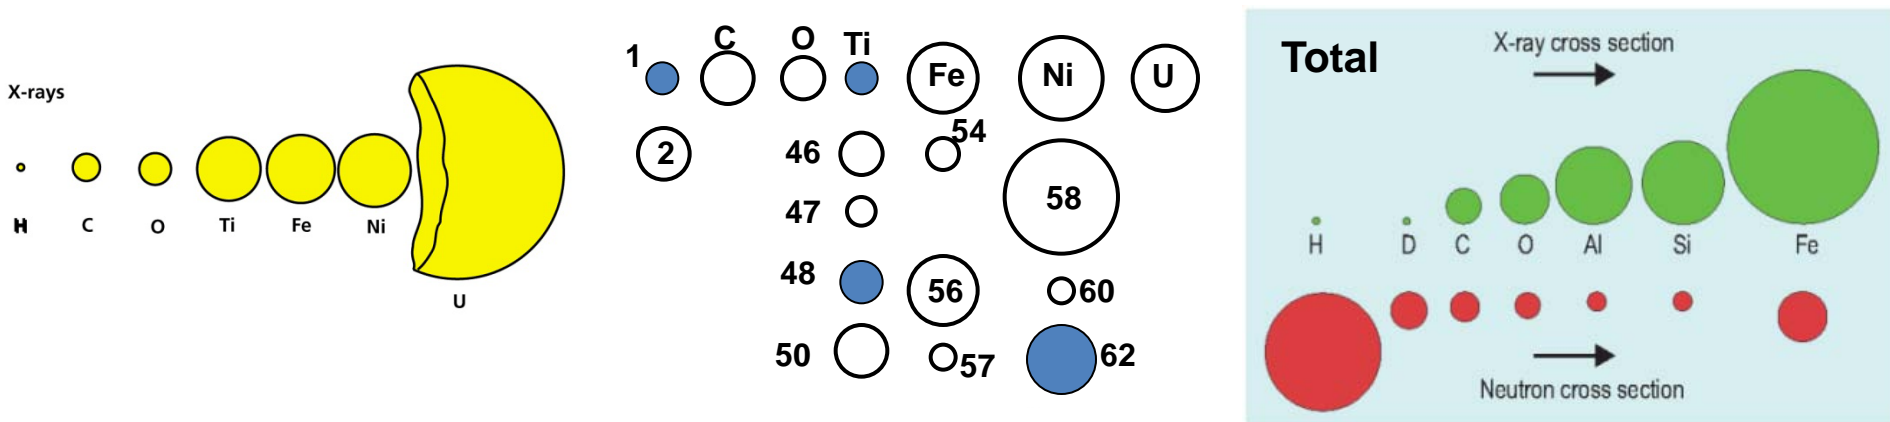 X-rays
H C O Ti Fe Ni
U
1 C O Ti Fe Ni U
2 46 54
47 58
48 56 60
50 57 62
Total
X-ray cross section
H D C O Al Si Fe
Neutron cross section